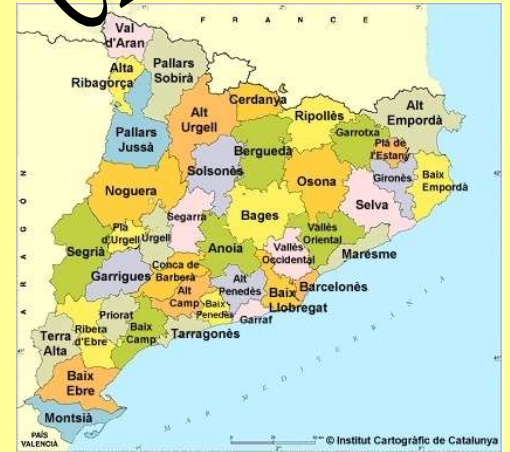 F R A N C E
Val
d'Aran
Alta
Ribagorça
Pallars
Sobirà
Pallars
Jussà
Alt
Urgell
Cerdanya
Ripollès
Garrotxa
Alt
Empordà
Pla de
l'Estany
Gironès
Baix
Empordà
Berguedà
Solsonès
Osona
Selva
Noguera
Segarra
Bages
Vallès
Oriental
Maresme
Pla
d'Urgell
Urgell
Anoia
Vallès
Occidental
Segrià
Garrigues
Conca de
Barberà
Alt
Penedès
Barcelonès
Alt
Camp
Baix
Penedès
Baix
Llobregat
Garraf
Priorat
Ribera
d'Ebre
Baix
Camp
Tarragonès
Terra
Alta
Baix
Ebre
Montsià
PAÍS
VALENCIÀ
A R A G Ó N
M A R M E D I T E R R À N I A
© Institut Cartogràfic de Catalunya